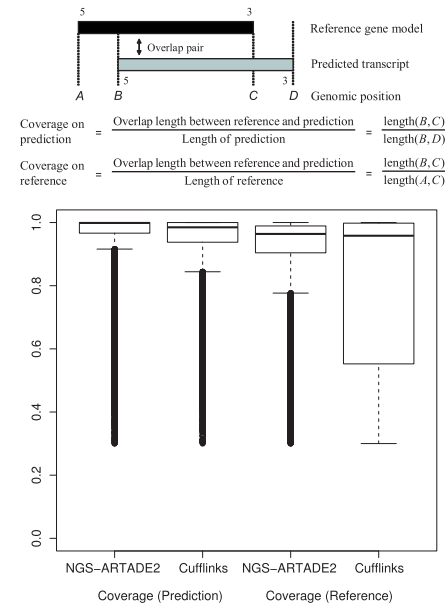 5 3
Reference gene model
Overlap pair
Predicted transcript
5 3
A B C D Genomic position
Coverage on prediction = Overlap length between reference and prediction / Length of prediction = length(B,C) / length(B,D)
Coverage on reference = Overlap length between reference and prediction / Length of reference = length(B,C) / length(A,C)
1.0
0.8
0.6
0.4
0.2
0.0
NGS−ARTADE2 Cufflinks NGS−ARTADE2 Cufflinks
Coverage (Prediction) Coverage (Reference)